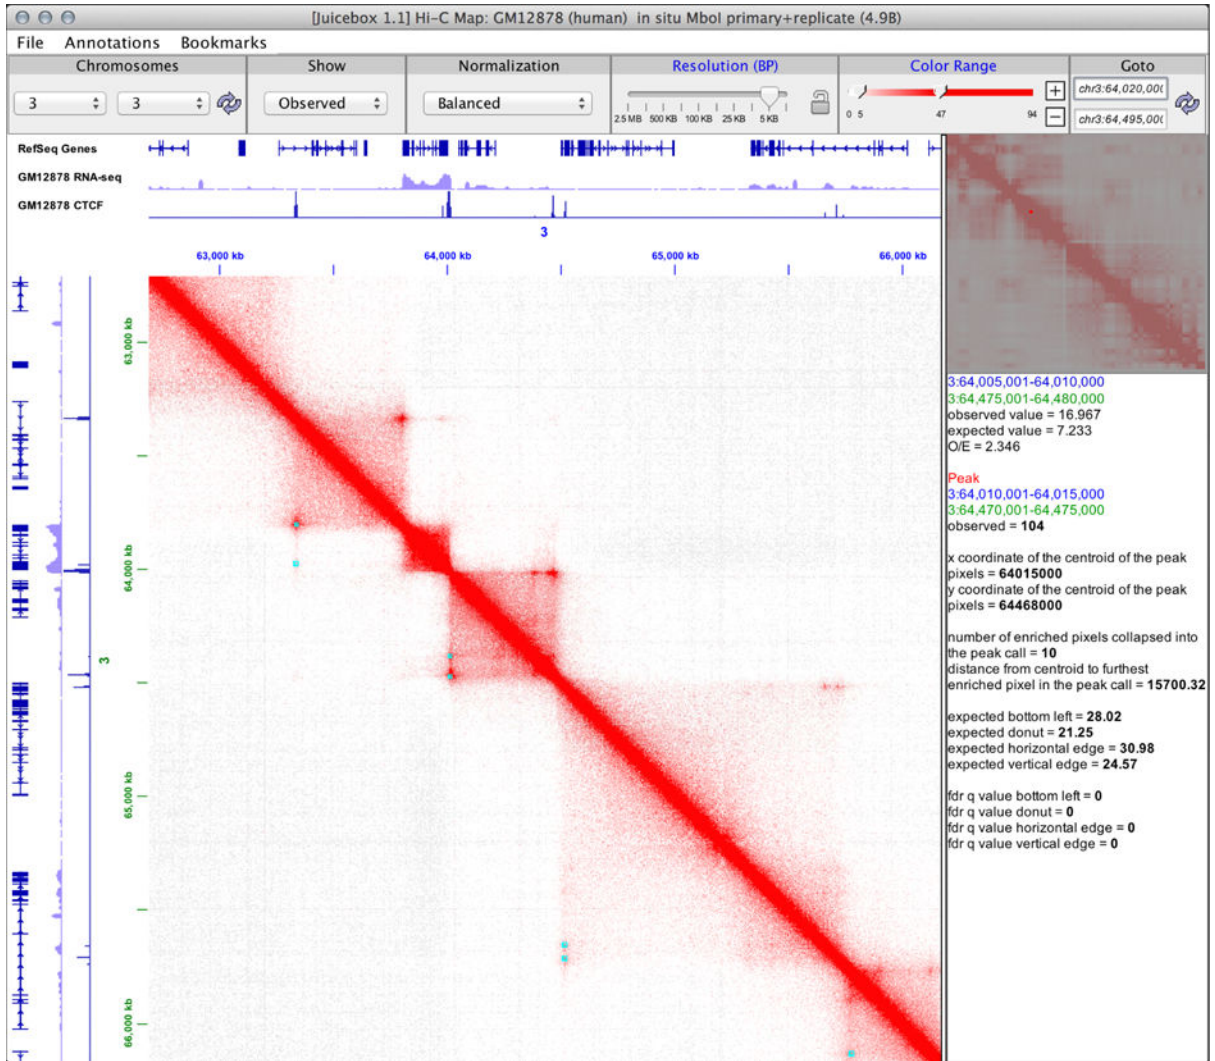 [Juicebox 1.1] Hi-C Map: GM12878 (human) in situ MboI primary+replicate (4.9B)
File Annotations Bookmarks
Chromosomes Show Normalization Resolution (BP) Color Range Goto
3 3 Observed Balanced
2.5 MB 500 KB 100 KB 25 KB 5 KB
0 5 47 94
+
−
chr3:64,020,00
chr3:64,495,00
RefSeq Genes
GM12878 RNA-seq
GM12878 CTCF
3
63,000 kb 64,000 kb 65,000 kb 66,000 kb
63,000 kb
64,000 kb
3
65,000 kb
66,000 kb
3:64,005,001-64,010,000
3:64,475,001-64,480,000
observed value = 16.967
expected value = 7.233
O/E = 2.346
Peak
3:64,010,001-64,015,000
3:64,470,001-64,475,000
observed = 104
x coordinate of the centroid of the peak
pixels = 64015000
y coordinate of the centroid of the peak
pixels = 64468000
number of enriched pixels collapsed into
the peak call = 10
distance from centroid to furthest
enriched pixel in the peak call = 15700.32
expected bottom left = 28.02
expected donut = 21.25
expected horizontal edge = 30.98
expected vertical edge = 24.57
fdr q value bottom left = 0
fdr q value donut = 0
fdr q value horizontal edge = 0
fdr q value vertical edge = 0